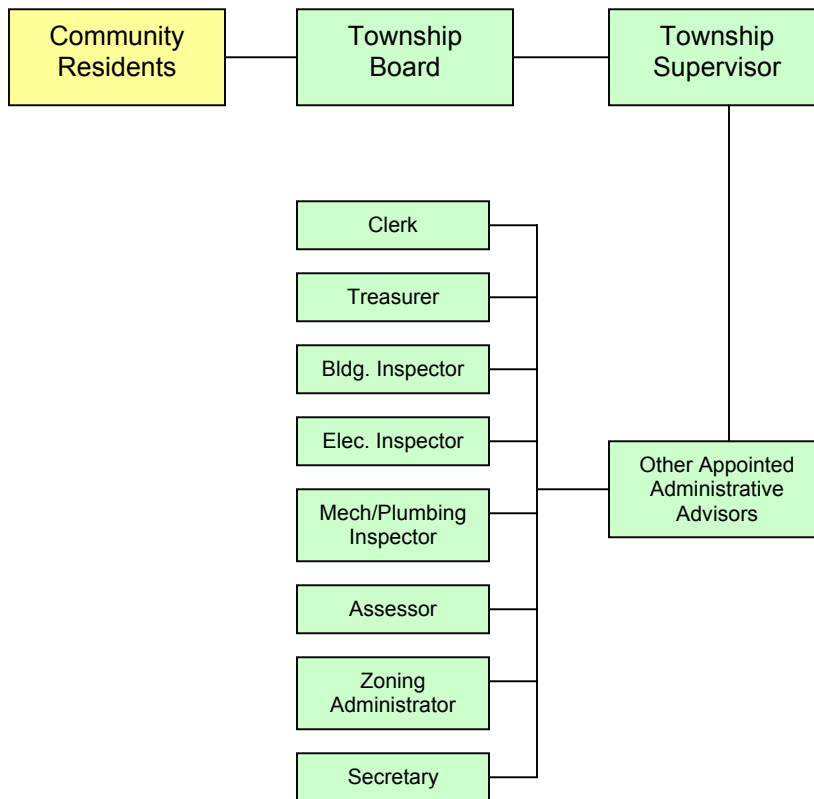 Community
Residents
Township
Board
Township
Supervisor
Clerk
Treasurer
Bldg. Inspector
Elec. Inspector
Mech/Plumbing
Inspector
Assessor
Zoning
Administrator
Secretary
Other Appointed
Administrative
Advisors